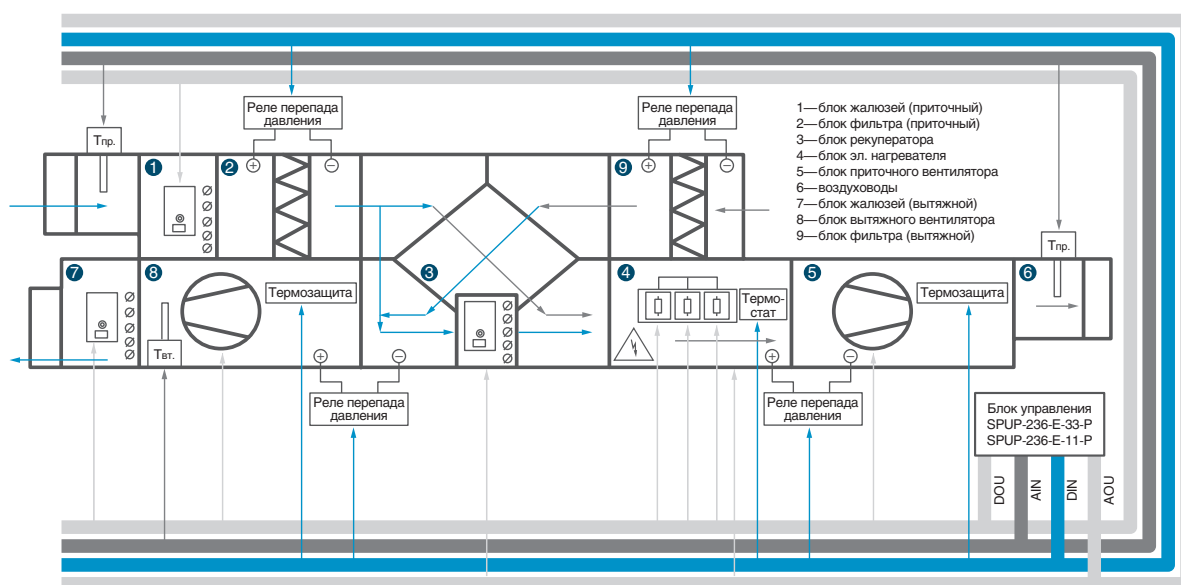 Реле перепада
давления
Реле перепада
давления
Тпр.
1—блок жалюзей (приточный)
2—блок фильтра (приточный)
3—блок рекуператора
4—блок эл. нагревателя
5—блок приточного вентилятора
6—воздуховоды
7—блок жалюзей (вытяжной)
8—блок вытяжного вентилятора
9—блок фильтра (вытяжной)
1
2
9
Тпр.
7
8
3
4
5
6
Термозащита
Термо-
стат
Термозащита
Твт.
Реле перепада
давления
Реле перепада
давления
Блок управления
SPUP-236-E-33-P
SPUP-236-E-11-P
DOU
AIN
DIN
AOU